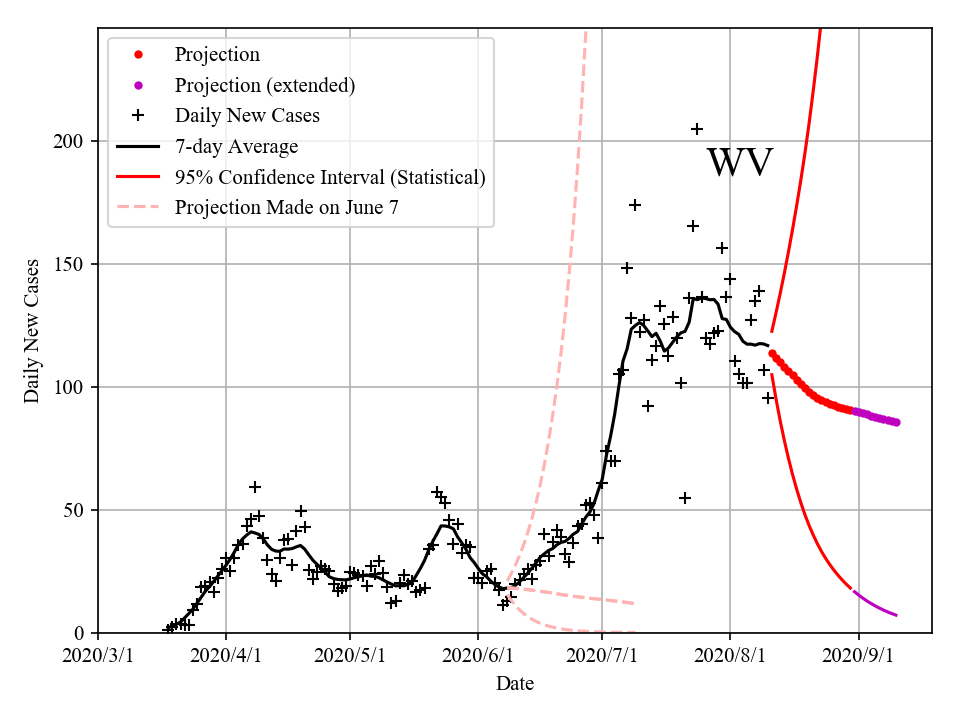 Projection
Projection (extended)
Daily New Cases
7-day Average
95% Confidence Interval (Statistical)
Projection Made on June 7
WV
200
150
100
50
0
Daily New Cases
2020/3/1 2020/4/1 2020/5/1 2020/6/1 2020/7/1 2020/8/1 2020/9/1
Date